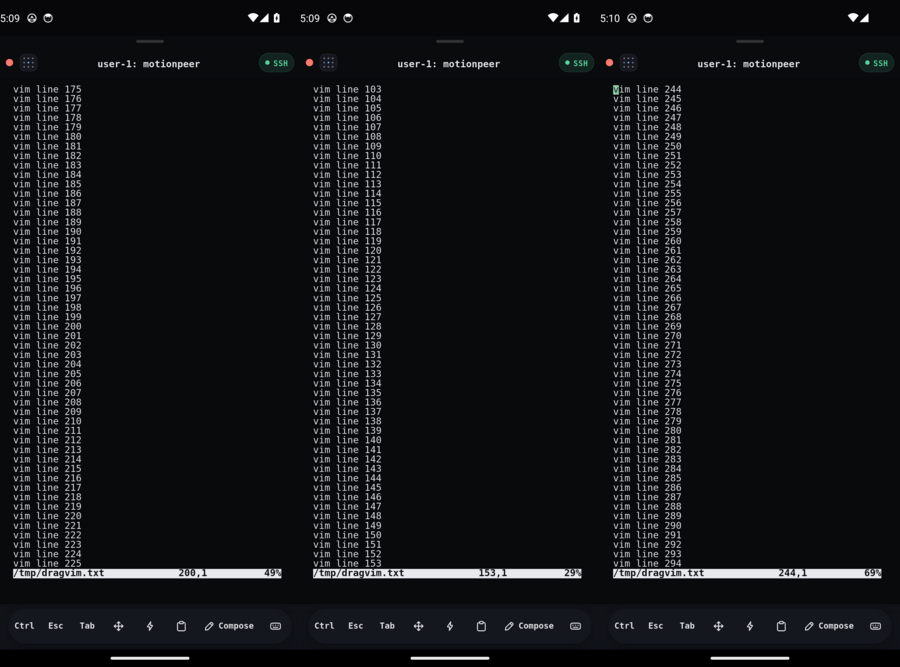 5:09
user-1: motionpeer
SSH
vim line 175
vim line 176
vim line 177
vim line 178
vim line 179
vim line 180
vim line 181
vim line 182
vim line 183
vim line 184
vim line 185
vim line 186
vim line 187
vim line 188
vim line 189
vim line 190
vim line 191
vim line 192
vim line 193
vim line 194
vim line 195
vim line 196
vim line 197
vim line 198
vim line 199
vim line 200
vim line 201
vim line 202
vim line 203
vim line 204
vim line 205
vim line 206
vim line 207
vim line 208
vim line 209
vim line 210
vim line 211
vim line 212
vim line 213
vim line 214
vim line 215
vim line 216
vim line 217
vim line 218
vim line 219
vim line 220
vim line 221
vim line 222
vim line 223
vim line 224
vim line 225
/tmp/dragvim.txt 200,1 49%
Ctrl Esc Tab Compose
5:09
user-1: motionpeer
SSH
vim line 103
vim line 104
vim line 105
vim line 106
vim line 107
vim line 108
vim line 109
vim line 110
vim line 111
vim line 112
vim line 113
vim line 114
vim line 115
vim line 116
vim line 117
vim line 118
vim line 119
vim line 120
vim line 121
vim line 122
vim line 123
vim line 124
vim line 125
vim line 126
vim line 127
vim line 128
vim line 129
vim line 130
vim line 131
vim line 132
vim line 133
vim line 134
vim line 135
vim line 136
vim line 137
vim line 138
vim line 139
vim line 140
vim line 141
vim line 142
vim line 143
vim line 144
vim line 145
vim line 146
vim line 147
vim line 148
vim line 149
vim line 150
vim line 151
vim line 152
vim line 153
/tmp/dragvim.txt 153,1 29%
Ctrl Esc Tab Compose
5:10
user-1: motionpeer
SSH
vim line 244
vim line 245
vim line 246
vim line 247
vim line 248
vim line 249
vim line 250
vim line 251
vim line 252
vim line 253
vim line 254
vim line 255
vim line 256
vim line 257
vim line 258
vim line 259
vim line 260
vim line 261
vim line 262
vim line 263
vim line 264
vim line 265
vim line 266
vim line 267
vim line 268
vim line 269
vim line 270
vim line 271
vim line 272
vim line 273
vim line 274
vim line 275
vim line 276
vim line 277
vim line 278
vim line 279
vim line 280
vim line 281
vim line 282
vim line 283
vim line 284
vim line 285
vim line 286
vim line 287
vim line 288
vim line 289
vim line 290
vim line 291
vim line 292
vim line 293
vim line 294
/tmp/dragvim.txt 244,1 69%
Ctrl Esc Tab Compose